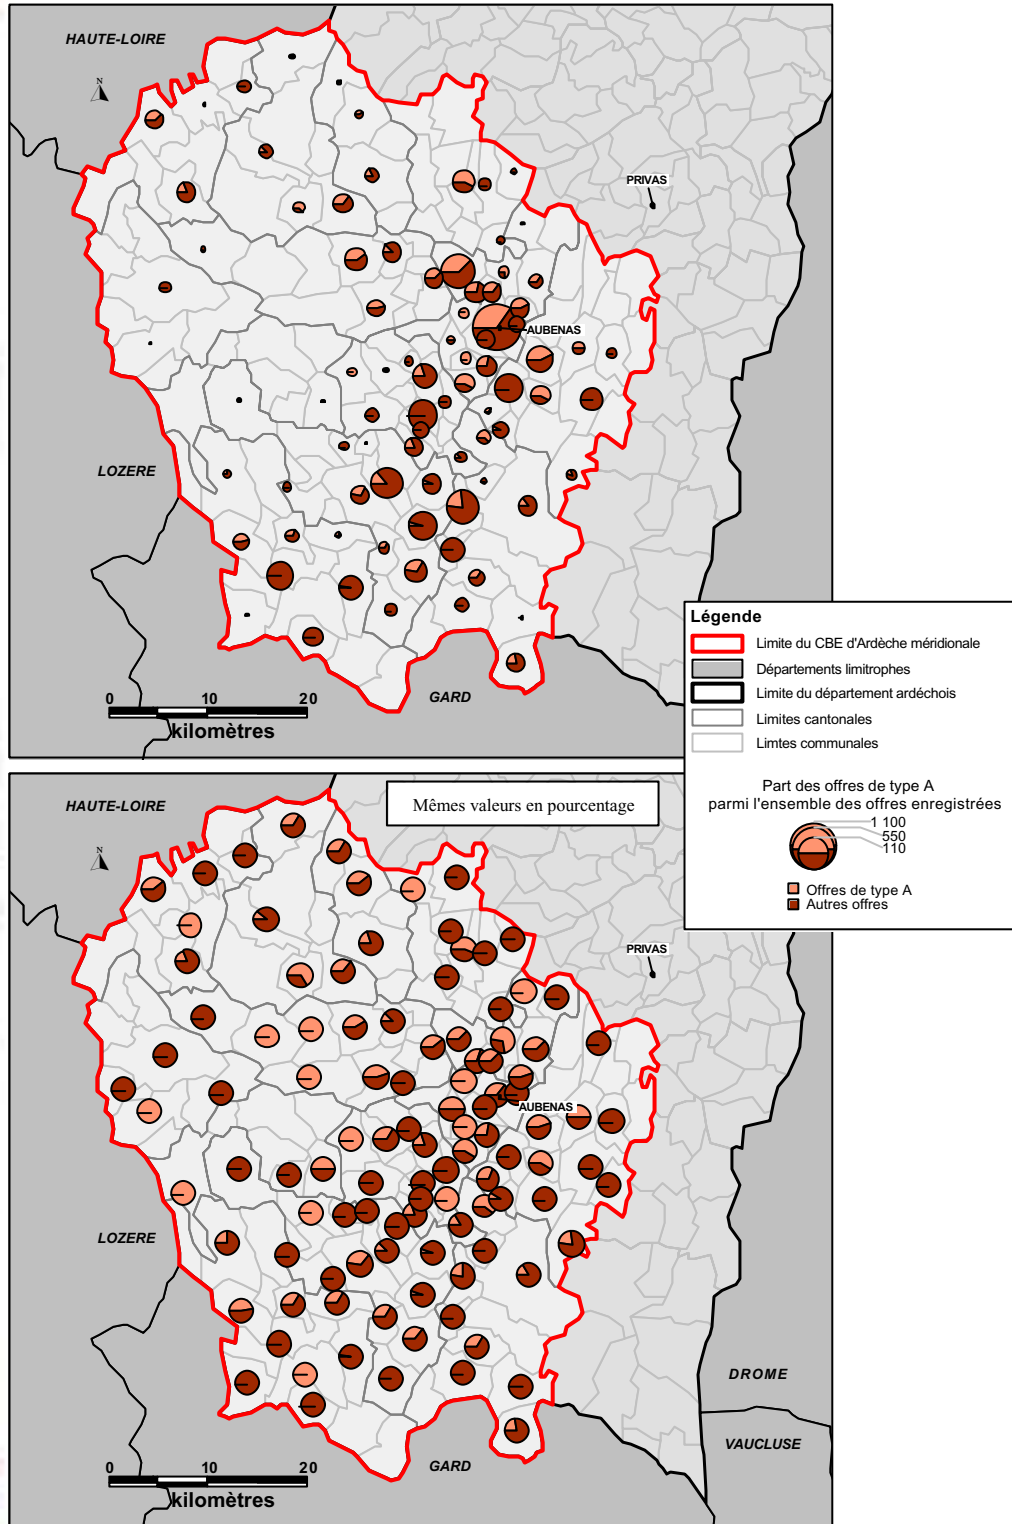 HAUTE-LOIRE
N
PRIVAS
AUBENAS
LOZERE
GARD
0 10 20
kilomètres
Légende
Limite du CBE d'Ardèche méridionale
Départements limitrophes
Limite du département ardéchois
Limites cantonales
Limtes communales
Part des offres de type A
parmi l'ensemble des offres enregistrées
1 100
550
110
Offres de type A
Autres offres
Mêmes valeurs en pourcentage
HAUTE-LOIRE
N
PRIVAS
AUBENAS
LOZERE
DROME
VAUCLUSE
GARD
0 10 20
kilomètres